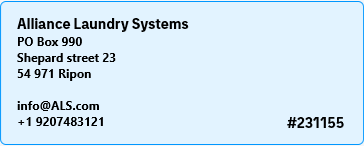 Alliance Laundry Systems
PO Box 990
Shepard street 23
54 971 Ripon
info@ALS.com
+1 9207483121
#231155